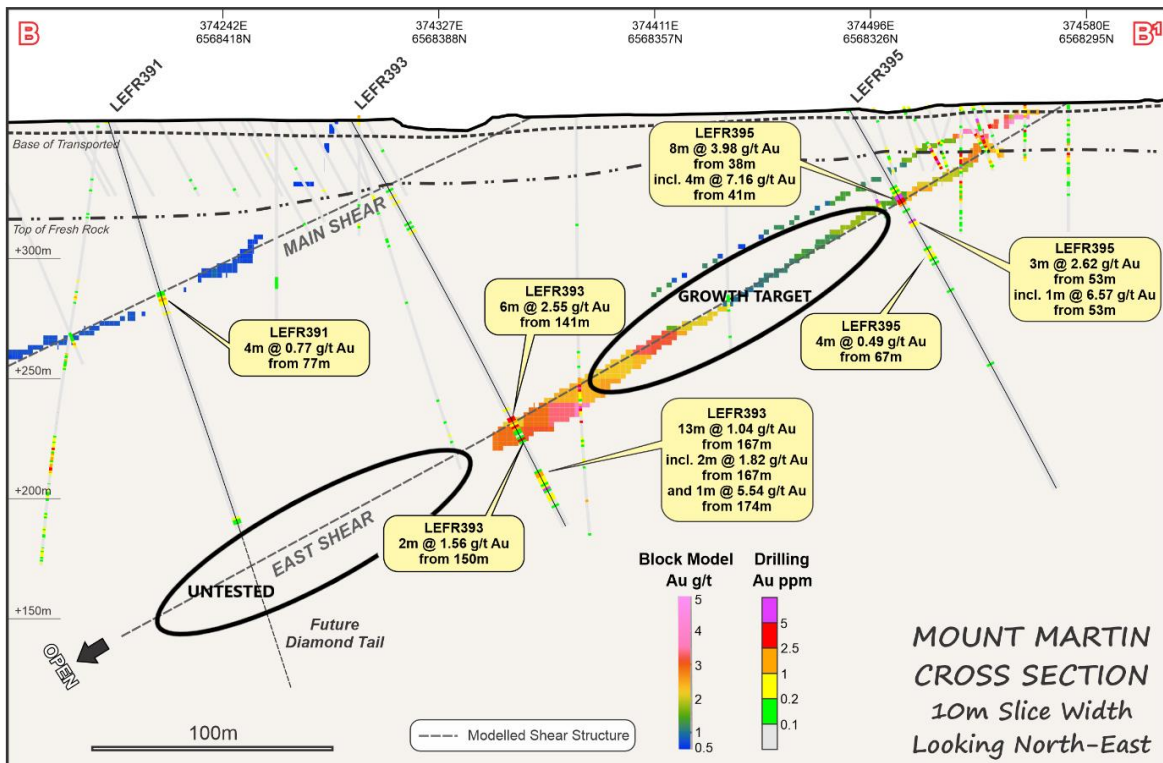 B
374242E
6568418N
374327E
6568388N
374411E
6568357N
374496E
6568326N
374580E
6568295N
B¹
LEFR391
LEFR393
LEFR395
Base of Transported
Top of Fresh Rock
+300m
+250m
+200m
+150m
MAIN SHEAR
EAST SHEAR
LEFR395
8m @ 3.98 g/t Au
from 38m
incl. 4m @ 7.16 g/t Au
from 41m
LEFR395
3m @ 2.62 g/t Au
from 53m
incl. 1m @ 6.57 g/t Au
from 53m
LEFR395
4m @ 0.49 g/t Au
from 67m
GROWTH TARGET
LEFR393
6m @ 2.55 g/t Au
from 141m
LEFR391
4m @ 0.77 g/t Au
from 77m
LEFR393
13m @ 1.04 g/t Au
from 167m
incl. 2m @ 1.82 g/t Au
from 167m
and 1m @ 5.54 g/t Au
from 174m
LEFR393
2m @ 1.56 g/t Au
from 150m
UNTESTED
Future
Diamond Tail
OPEN
100m
Modelled Shear Structure
Block Model
Au g/t
5
4
3
2
1
0.5
Drilling
Au ppm
5
2.5
1
0.2
0.1
MOUNT MARTIN
CROSS SECTION
10m Slice Width
Looking North-East